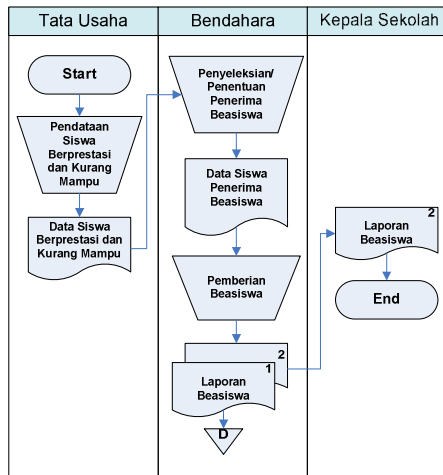 Tata Usaha
Bendahara
Kepala Sekolah
Start
Pendataan
Siswa
Berprestasi
dan Kurang
Mampu
Data Siswa
Berprestasi dan
Kurang Mampu
Penyeleksian/
Penentuan
Penerima
Beasiswa
Data Siswa
Penerima
Beasiswa
Pemberian
Beasiswa
2
1
Laporan
Beasiswa
D
2
Laporan
Beasiswa
End